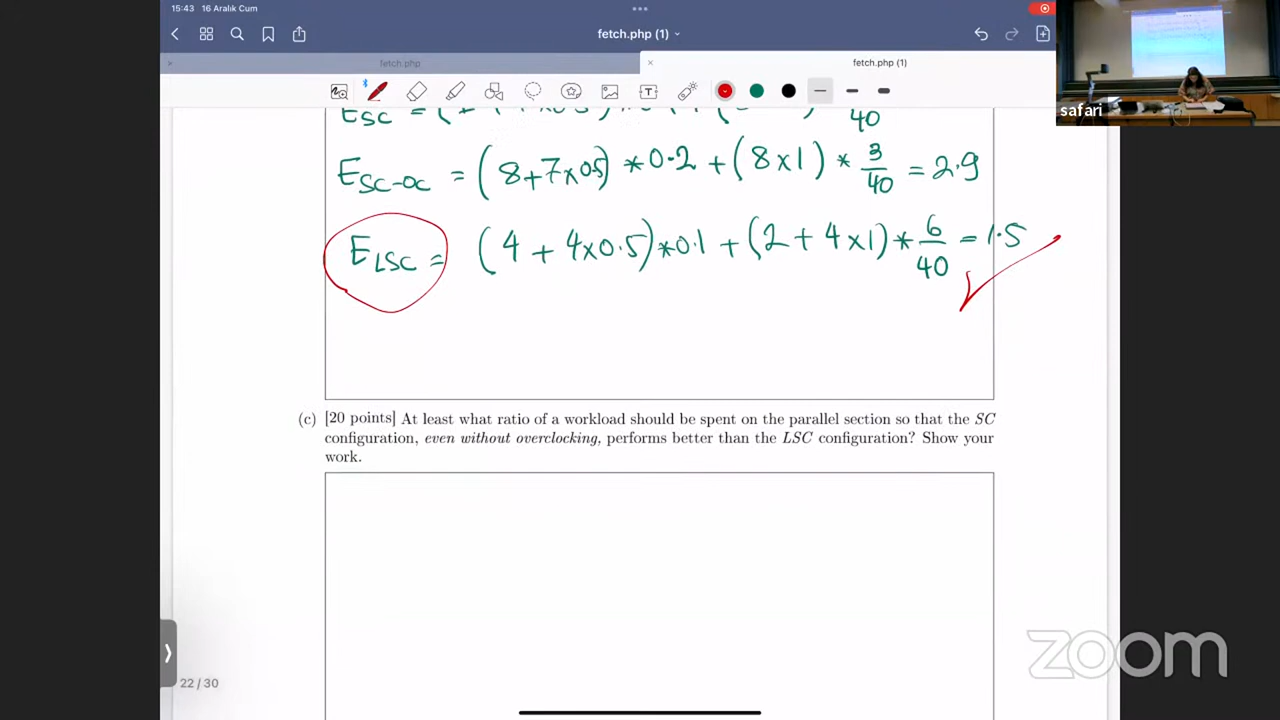 15:43 16 Aralık Cum
fetch.php (1)
fetch.php
fetch.php (1)
safari
E_SC =
40
E_SC-OC = (8+7x0.5) * 0.2 + (8x1) * 3/40 = 2.9
E_LSC = (4 + 4x0.5) * 0.1 + (2 + 4x1) * 6/40 = 1.5
(c) [20 points] At least what ratio of a workload should be spent on the parallel section so that the SC
configuration, even without overclocking, performs better than the LSC configuration? Show your
work.
22 / 30
zoom